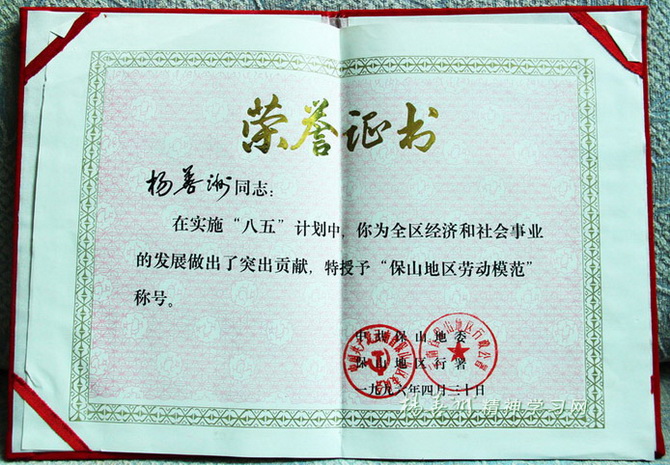 荣誉证书
杨善洲同志：
在实施“八五”计划中，你为全区经济和社会事业
的发展做出了突出贡献，特授予“保山地区劳动模范”
称号。
中共保山地委
保山地区行署
一九九六年四月三十日
杨善洲精神学习网